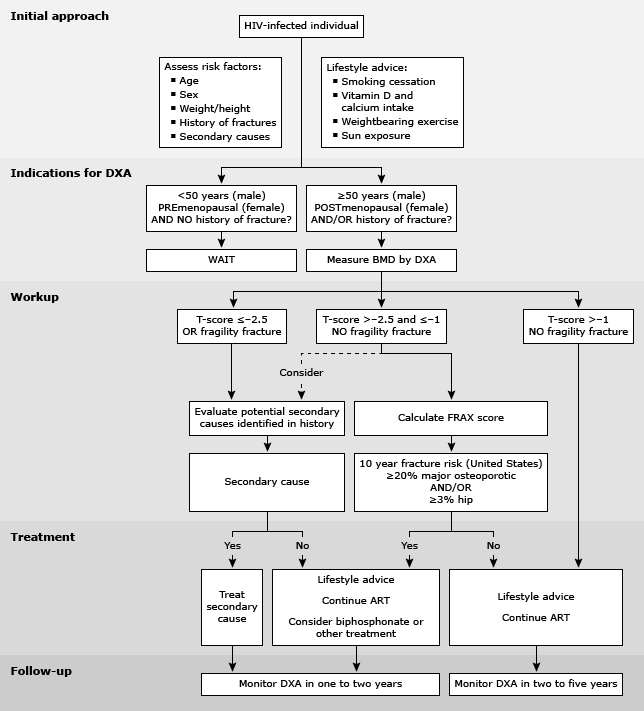 Initial approach
HIV-infected individual
Assess risk factors:
▪ Age
▪ Sex
▪ Weight/height
▪ History of fractures
▪ Secondary causes
Lifestyle advice:
▪ Smoking cessation
▪ Vitamin D and
calcium intake
▪ Weightbearing exercise
▪ Sun exposure
Indications for DXA
<50 years (male)
PREmenopausal (female)
AND NO history of fracture?
≥50 years (male)
POSTmenopausal (female)
AND/OR history of fracture?
WAIT
Measure BMD by DXA
Workup
T-score ≤–2.5
OR fragility fracture
T-score >–2.5 and ≤–1
NO fragility fracture
T-score >–1
NO fragility fracture
Consider
Evaluate potential secondary
causes identified in history
Calculate FRAX score
Secondary cause
10 year fracture risk (United States)
≥20% major osteoporotic
AND/OR
≥3% hip
Treatment
Yes
No
Yes
No
Treat
secondary
cause
Lifestyle advice
Continue ART
Consider biphosphonate or
other treatment
Lifestyle advice
Continue ART
Follow-up
Monitor DXA in one to two years
Monitor DXA in two to five years